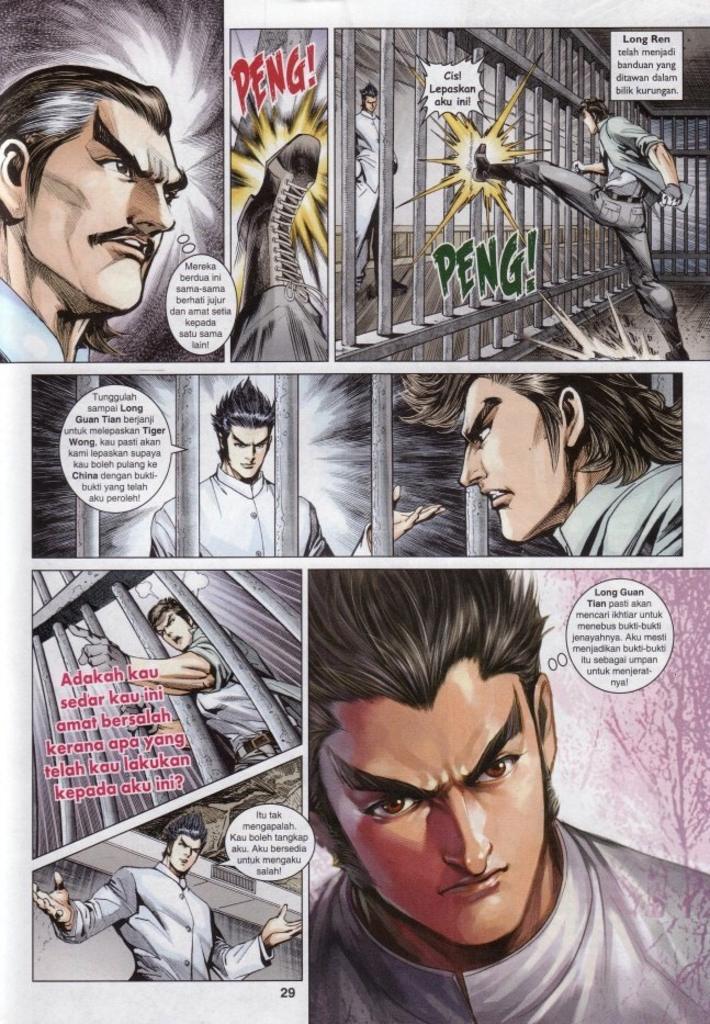 Mereka
berdua ini
sama-sama
berhati jujur
dan amat setia
kepada
satu sama
lain!
PENG!
Cis!
Lepaskan
aku ini!
PENG!
Long Ren
telah menjadi
banduan yang
ditawan dalam
bilik kurungan.
Tunggulah
sampai Long
Guan Tian berjanji
untuk melepaskan Tiger
Wong, kau pasti akan
kami lepaskan supaya
kau boleh pulang ke
China dengan bukti-
bukti yang telah
aku peroleh!
Adakah kau
sedar kau ini
amat bersalah
kerana apa yang
telah kau lakukan
kepada aku ini?
Itu tak
mengapalah.
Kau boleh tangkap
aku. Aku bersedia
untuk mengaku
salah!
Long Guan
Tian pasti akan
mencari ikhtiar untuk
menebus bukti-bukti
jenayahnya. Aku mesti
menjadikan bukti-bukti
itu sebagai umpan
untuk menjerat-
nya!
29